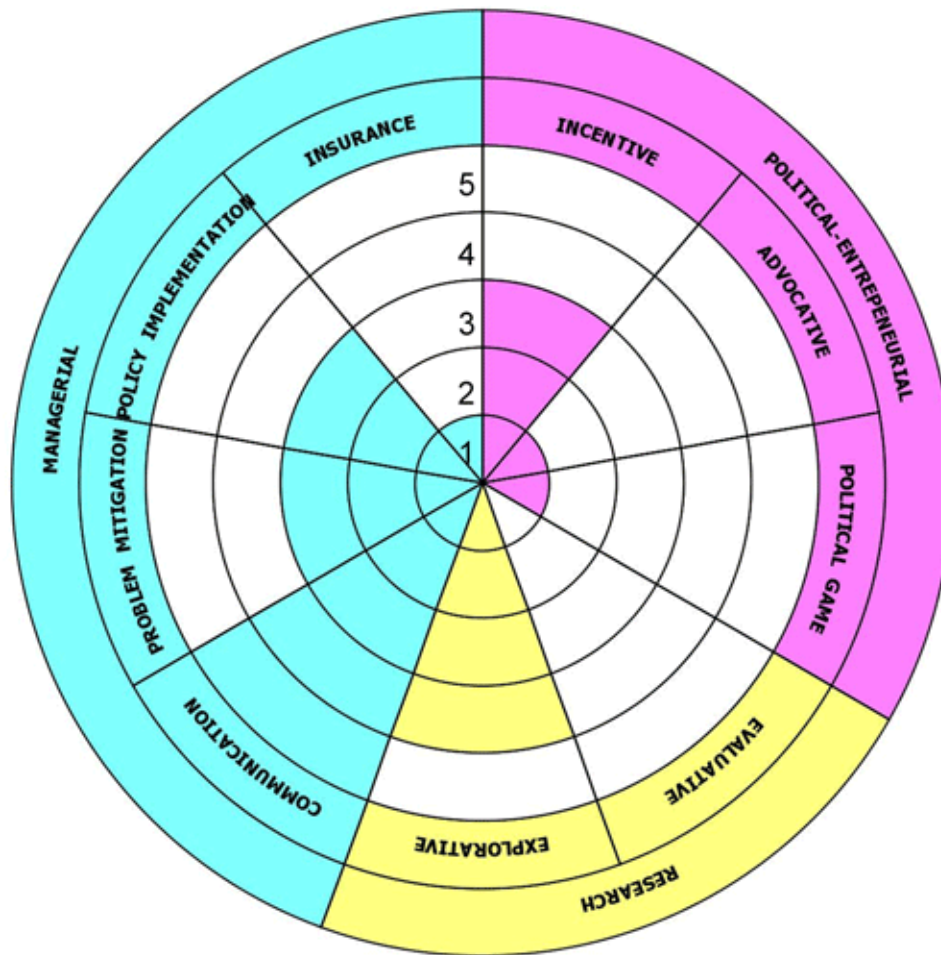 INSURANCE
INCENTIVE
POLITICAL-ENTREPENEURIAL
ADVOCATIVE
POLITICAL GAME
EVALUATIVE
RESEARCH
EXPLORATIVE
COMMUNICATION
PROBLEM MITIGATION
POLICY IMPLEMENTATION
MANAGERIAL
5
4
3
2
1